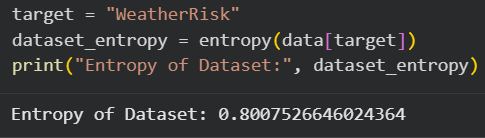 target = "WeatherRisk"
dataset_entropy = entropy(data[target])
print("Entropy of Dataset:", dataset_entropy)
Entropy of Dataset: 0.8007526646024364